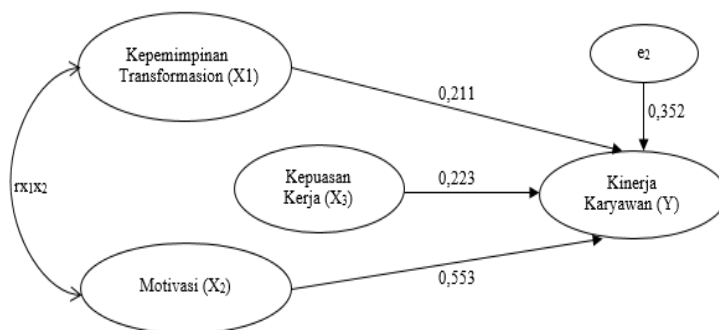 Kepemimpinan
Transformasion (X1)
e2
0,211
0,352
rx1x2
Kepuasan
Kerja (X3)
0,223
Kinerja
Karyawan (Y)
Motivasi (X2)
0,553